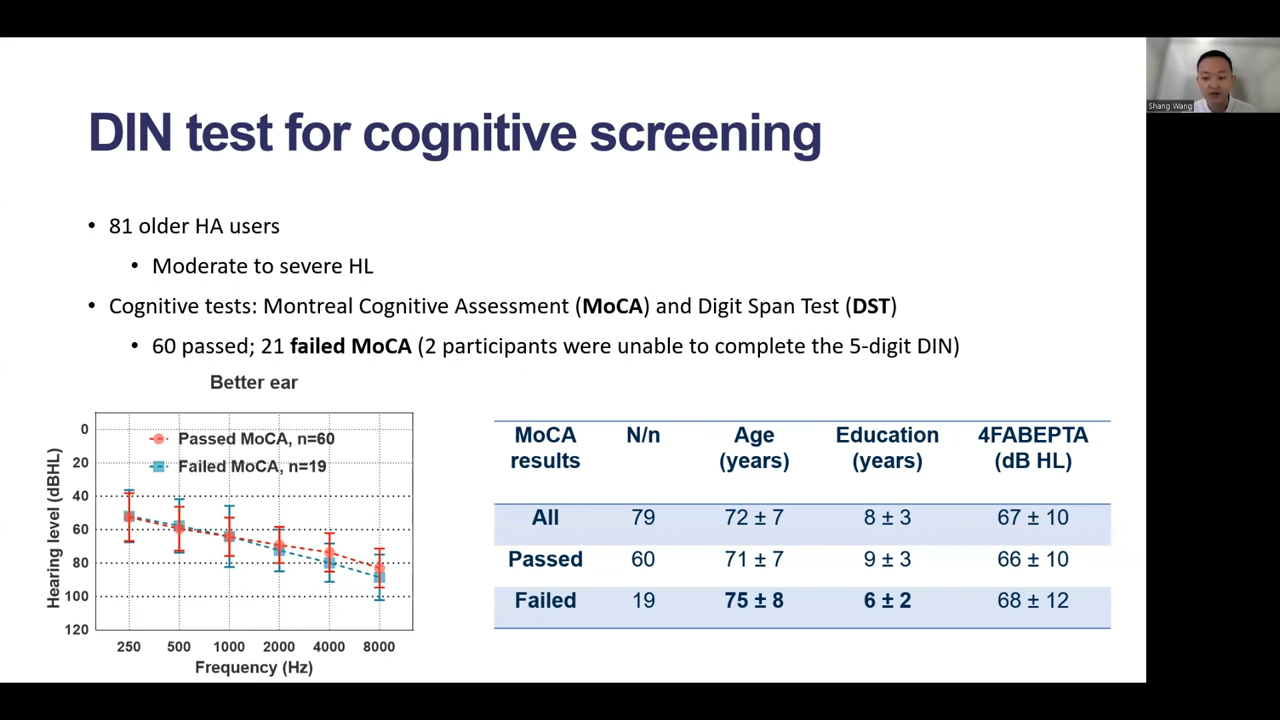 Shang Wang
DIN test for cognitive screening
• 81 older HA users
• Moderate to severe HL
• Cognitive tests: Montreal Cognitive Assessment (MoCA) and Digit Span Test (DST)
• 60 passed; 21 failed MoCA (2 participants were unable to complete the 5-digit DIN)
Better ear
Passed MoCA, n=60
Failed MoCA, n=19
Hearing level (dBHL)
0
20
40
60
80
100
120
250 500 1000 2000 4000 8000
Frequency (Hz)
MoCA results N/n Age (years) Education (years) 4FABEPTA (dB HL)
All 79 72 ± 7 8 ± 3 67 ± 10
Passed 60 71 ± 7 9 ± 3 66 ± 10
Failed 19 75 ± 8 6 ± 2 68 ± 12